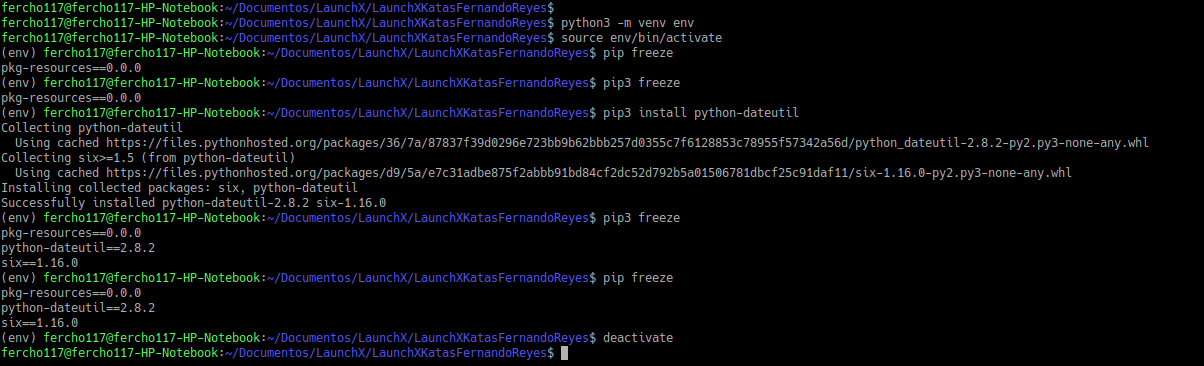 fercho117@fercho117-HP-Notebook:~/Documentos/LaunchX/LaunchXKatasFernandoReyes$
fercho117@fercho117-HP-Notebook:~/Documentos/LaunchX/LaunchXKatasFernandoReyes$ python3 -m venv env
fercho117@fercho117-HP-Notebook:~/Documentos/LaunchX/LaunchXKatasFernandoReyes$ source env/bin/activate
(env) fercho117@fercho117-HP-Notebook:~/Documentos/LaunchX/LaunchXKatasFernandoReyes$ pip freeze
pkg-resources==0.0.0
(env) fercho117@fercho117-HP-Notebook:~/Documentos/LaunchX/LaunchXKatasFernandoReyes$ pip3 freeze
pkg-resources==0.0.0
(env) fercho117@fercho117-HP-Notebook:~/Documentos/LaunchX/LaunchXKatasFernandoReyes$ pip3 install python-dateutil
Collecting python-dateutil
  Using cached https://files.pythonhosted.org/packages/36/7a/87837f39d0296e723bb9b62bbb257d0355c7f6128853c78955f57342a56d/python_dateutil-2.8.2-py2.py3-none-any.whl
Collecting six>=1.5 (from python-dateutil)
  Using cached https://files.pythonhosted.org/packages/d9/5a/e7c31adbe875f2abbb91bd84cf2dc52d792b5a01506781dbcf25c91daf11/six-1.16.0-py2.py3-none-any.whl
Installing collected packages: six, python-dateutil
Successfully installed python-dateutil-2.8.2 six-1.16.0
(env) fercho117@fercho117-HP-Notebook:~/Documentos/LaunchX/LaunchXKatasFernandoReyes$ pip3 freeze
pkg-resources==0.0.0
python-dateutil==2.8.2
six==1.16.0
(env) fercho117@fercho117-HP-Notebook:~/Documentos/LaunchX/LaunchXKatasFernandoReyes$ pip freeze
pkg-resources==0.0.0
python-dateutil==2.8.2
six==1.16.0
(env) fercho117@fercho117-HP-Notebook:~/Documentos/LaunchX/LaunchXKatasFernandoReyes$ deactivate
fercho117@fercho117-HP-Notebook:~/Documentos/LaunchX/LaunchXKatasFernandoReyes$